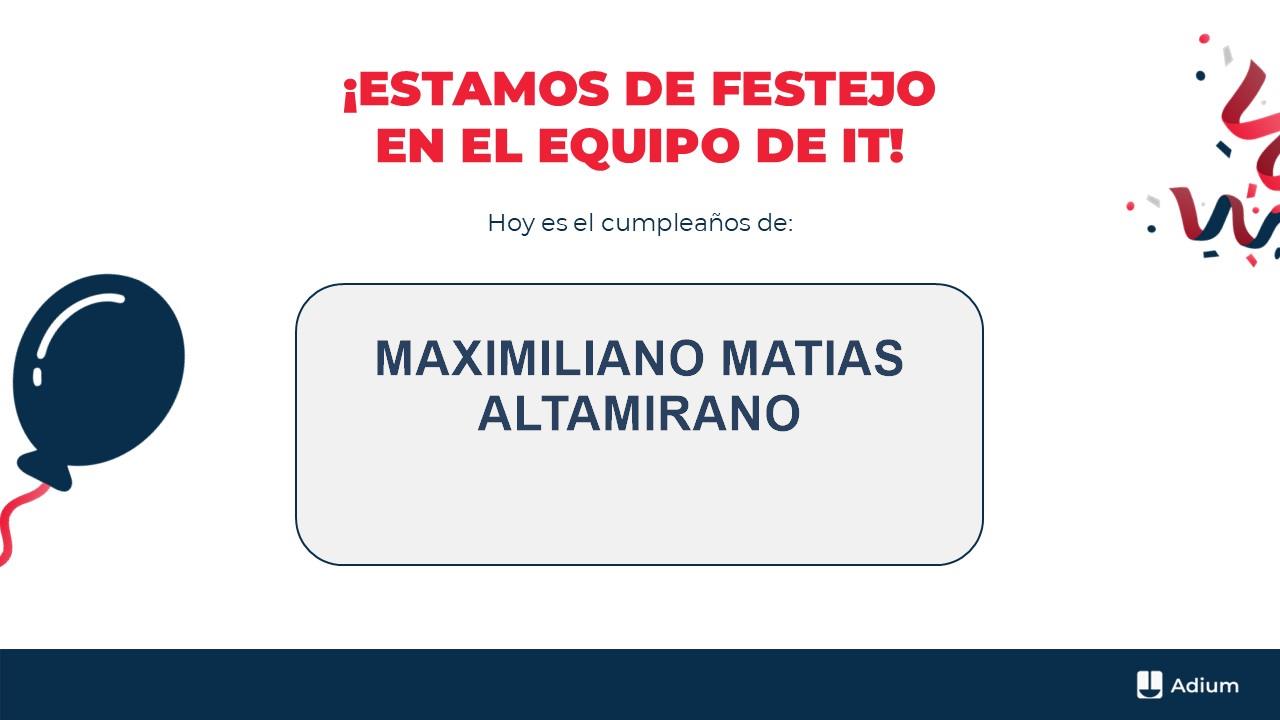 ¡ESTAMOS DE FESTEJO
EN EL EQUIPO DE IT!
Hoy es el cumpleaños de:
MAXIMILIANO MATIAS
ALTAMIRANO
Adium